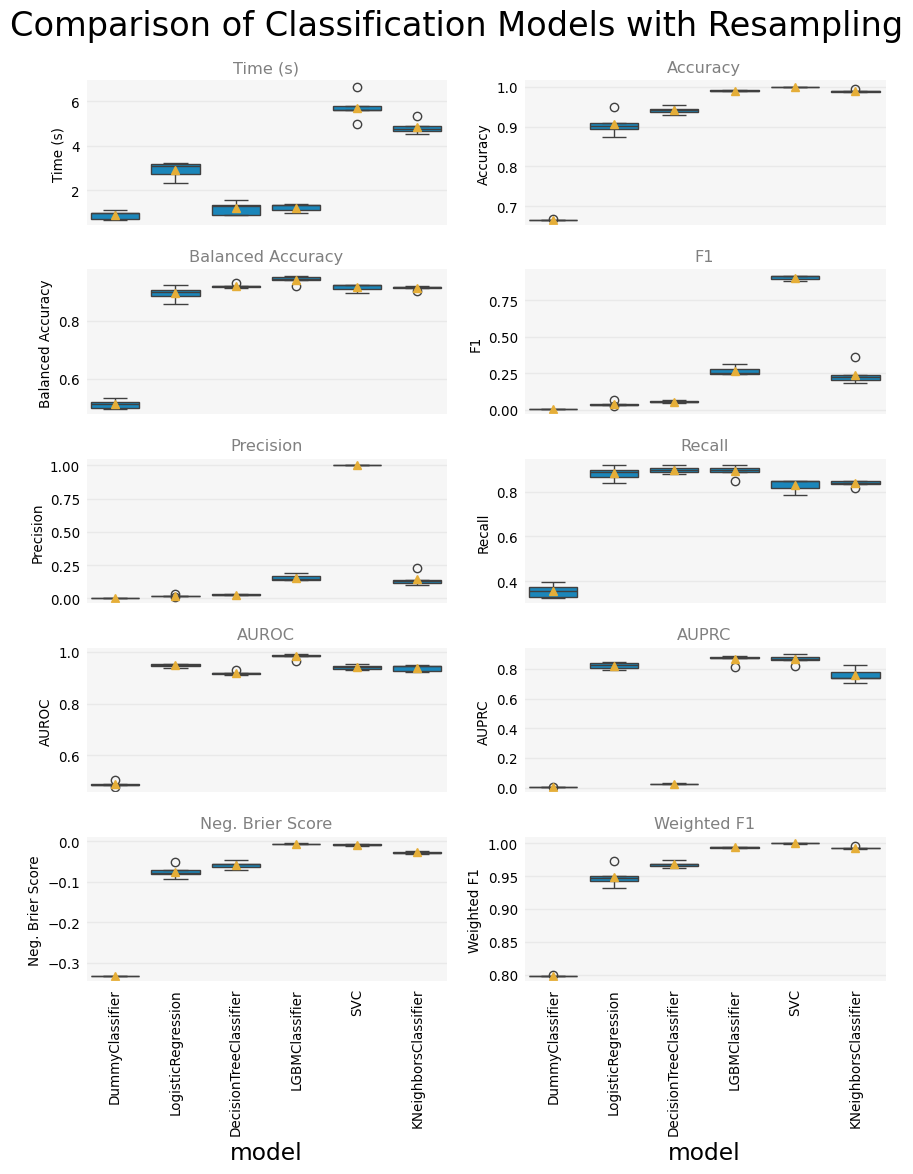 Comparison of Classification Models with Resampling
Time (s)
Time (s)
6
4
2
Accuracy
Accuracy
1.0
0.9
0.8
0.7
Balanced Accuracy
Balanced Accuracy
0.8
0.6
F1
F1
0.75
0.50
0.25
0.00
Precision
Precision
1.00
0.75
0.50
0.25
0.00
Recall
Recall
0.8
0.6
0.4
AUROC
AUROC
1.0
0.8
0.6
AUPRC
AUPRC
0.8
0.6
0.4
0.2
0.0
Neg. Brier Score
Neg. Brier Score
0.0
−0.1
−0.2
−0.3
Weighted F1
Weighted F1
1.00
0.95
0.90
0.85
0.80
DummyClassifier
LogisticRegression
DecisionTreeClassifier
LGBMClassifier
SVC
KNeighborsClassifier
model
DummyClassifier
LogisticRegression
DecisionTreeClassifier
LGBMClassifier
SVC
KNeighborsClassifier
model